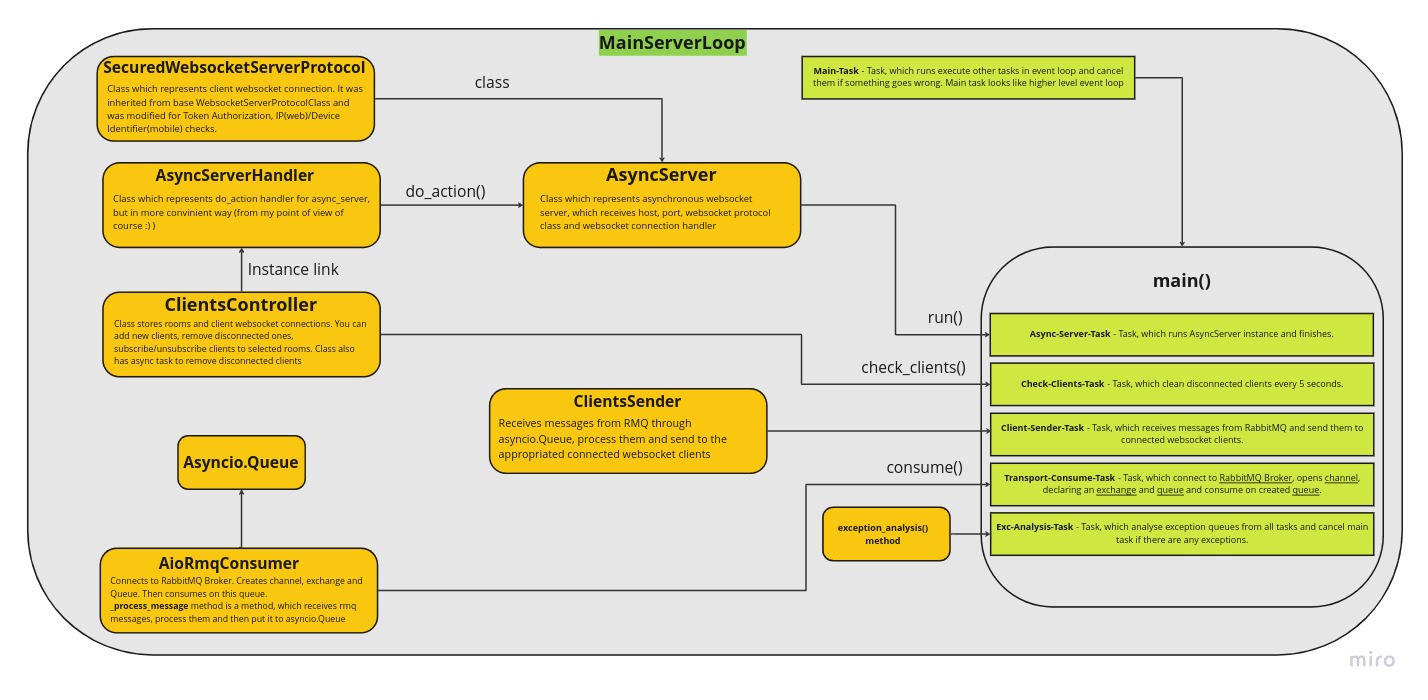 MainServerLoop
SecuredWebsocketServerProtocol
Class which represents client websocket connection. It was
inherited from base WebsocketServerProtocolClass and
was modified for Token Authorization, IP(web)/Device
Identifier(mobile) checks.
class
Main-Task - Task, which runs execute other tasks in event loop and cancel
them if something goes wrong. Main task looks like higher level event loop
AsyncServerHandler
Class which represents do_action handler for async_server,
but in more convinient way (from my point of view of
course :) )
do_action()
AsyncServer
Class which represents asynchronous websocket
server, which receives host, port, websocket protocol
class and websocket connection handler
Instance link
ClientsController
Class stores rooms and client websocket connections. You can
add new clients, remove disconnected ones,
subscribe/unsubscribe clients to selected rooms. Class also
has async task to remove disconnected clients
main()
run()
Async-Server-Task - Task, which runs AsyncServer instance and finishes.
check_clients()
Check-Clients-Task - Task, which clean disconnected clients every 5 seconds.
ClientsSender
Receives messages from RMQ through
asyncio.Queue, process them and send to the
appropriated connected websocket clients
Client-Sender-Task - Task, which receives messages from RabbitMQ and send them to
connected websocket clients.
Asyncio.Queue
consume()
Transport-Consume-Task - Task, which connect to RabbitMQ Broker, opens channel,
declaring an exchange and queue and consume on created queue.
exception_analysis()
method
Exc-Analysis-Task - Task, which analyse exception queues from all tasks and cancel main
task if there are any exceptions.
AioRmqConsumer
Connects to RabbitMQ Broker. Creates channel, exchange and
Queue. Then consumes on this queue.
_process_message method is a method, which receives rmq
messages, process them and then put it to asyncio.Queue
miro